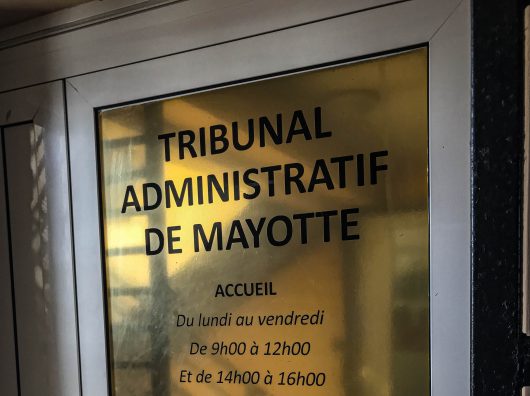 TRIBUNAL
ADMINISTRATIF
DE MAYOTTE
ACCUEIL
Du lundi au vendredi
De 9h00 à 12h00
Et de 14h00 à 16h00